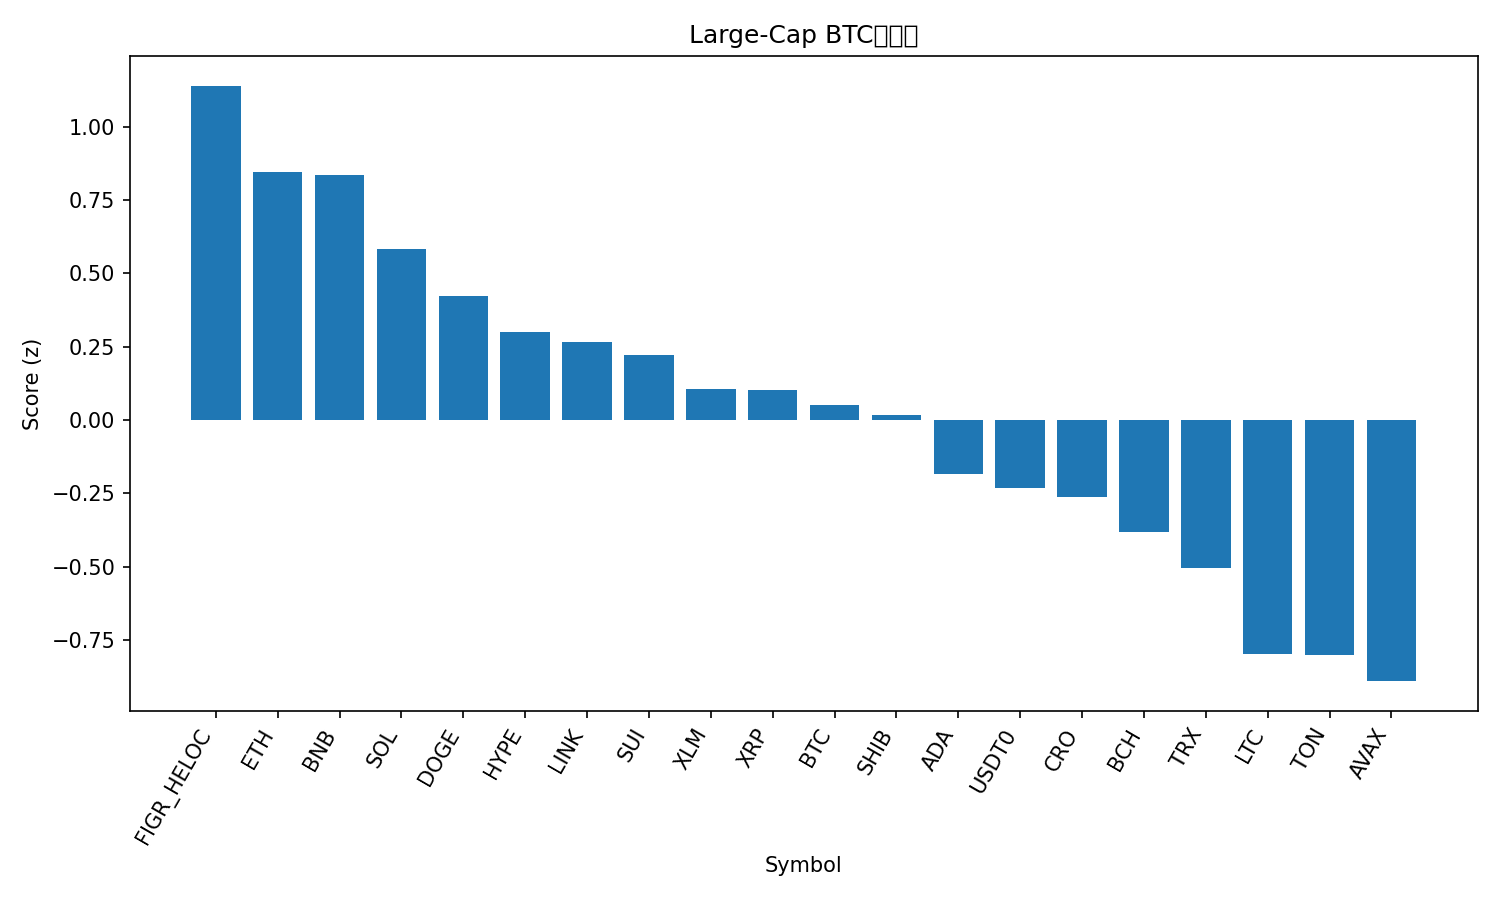 Large-Cap BTC
Score (z)
1.00
0.75
0.50
0.25
0.00
−0.25
−0.50
−0.75
FIGR_HELOC
ETH
BNB
SOL
DOGE
HYPE
LINK
SUI
XLM
XRP
BTC
SHIB
ADA
USDT0
CRO
BCH
TRX
LTC
TON
AVAX
Symbol